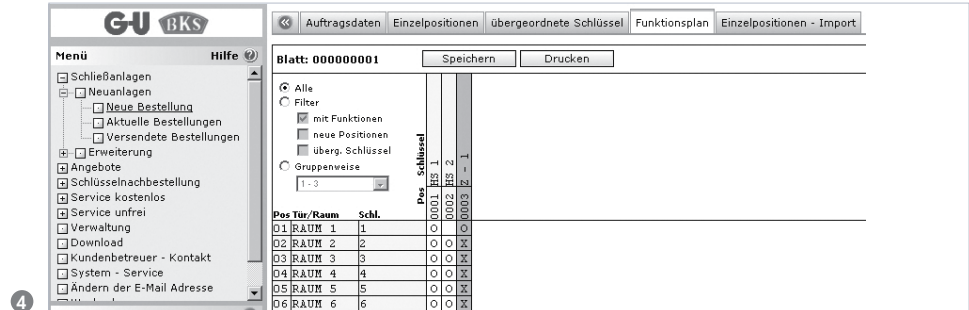 G-U BKS
Auftragsdaten Einzelpositionen übergeordnete Schlüssel Funktionsplan Einzelpositionen - Import
Menü Hilfe ?
Schließanlagen
Neuanlagen
Neue Bestellung
Aktuelle Bestellungen
Versendete Bestellungen
Erweiterung
Angebote
Schlüsselnachbestellung
Service kostenlos
Service unfrei
Verwaltung
Download
Kundenbetreuer - Kontakt
System - Service
Ändern der E-Mail Adresse
Blatt: 000000001 Speichern Drucken
Alle
Filter
mit Funktionen
neue Positionen
überg. Schlüssel
Gruppenweise
1 - 3
Pos Schlüssel
0001 HS 1
0002 HS 2
0003 Z - 1
Pos Tür/Raum Schl.
01 RAUM 1 1 O O
02 RAUM 2 2 O O X
03 RAUM 3 3 O O X
04 RAUM 4 4 O O X
05 RAUM 5 5 O O X
06 RAUM 6 6 O O X
4